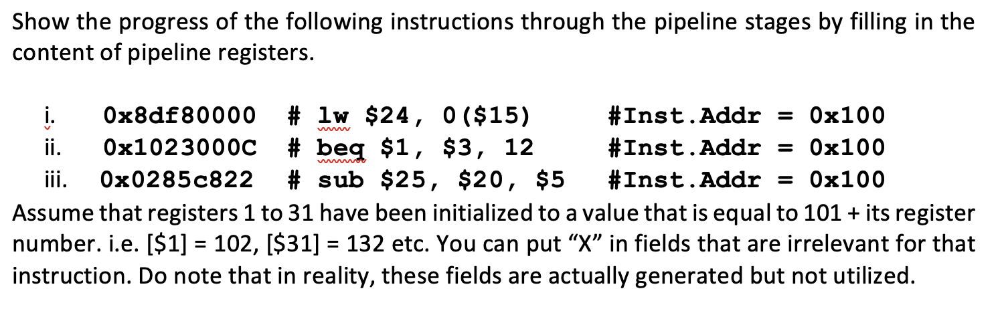 Show the progress of the following instructions through the pipeline stages by filling in the
content of pipeline registers.
i. 0x8df80000 # lw $24, 0($15) #Inst.Addr = 0x100
ii. 0x1023000C # beq $1, $3, 12 #Inst.Addr = 0x100
iii. 0x0285c822 # sub $25, $20, $5 #Inst.Addr = 0x100
Assume that registers 1 to 31 have been initialized to a value that is equal to 101 + its register
number. i.e. [$1] = 102, [$31] = 132 etc. You can put “X” in fields that are irrelevant for that
instruction. Do note that in reality, these fields are actually generated but not utilized.